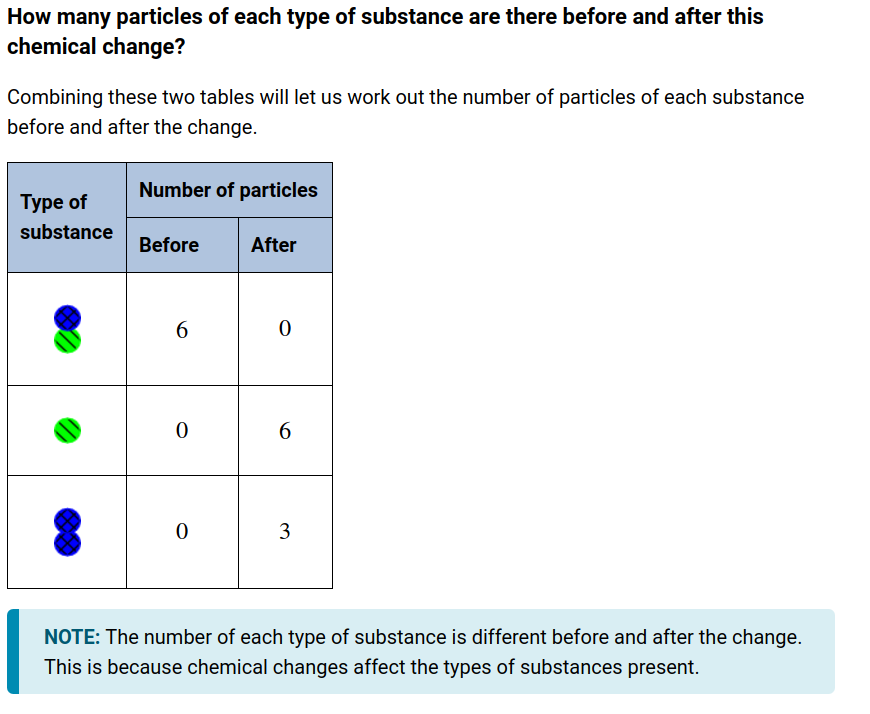 How many particles of each type of substance are there before and after this
chemical change?
Combining these two tables will let us work out the number of particles of each substance
before and after the change.
Type of
substance
Number of particles
Before
After
6
0
0
6
0
3
NOTE: The number of each type of substance is different before and after the change.
This is because chemical changes affect the types of substances present.